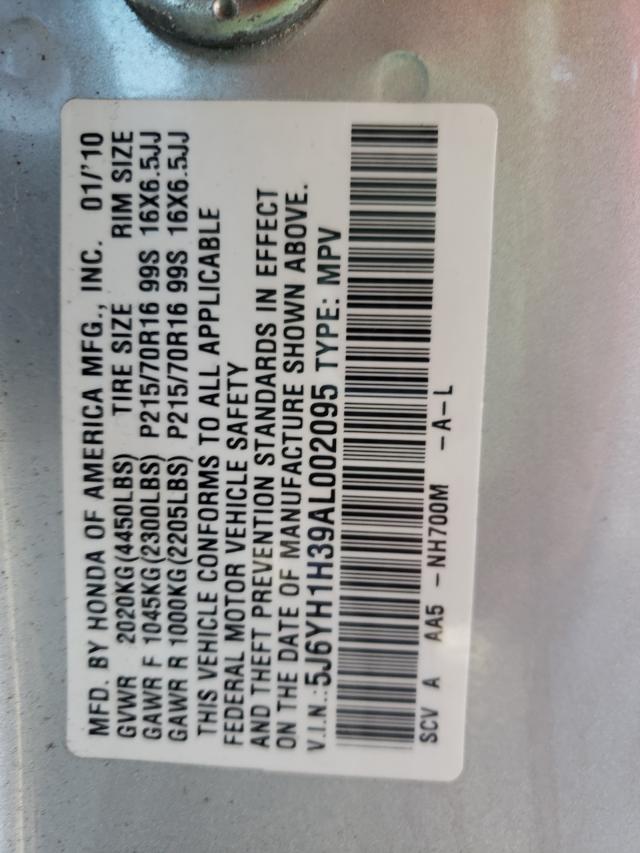 MFD. BY HONDA OF AMERICA MFG., INC. 01/'10
GVWR 2020KG(4450LBS) TIRE SIZE RIM SIZE
GAWR F 1045KG(2300LBS) P215/70R16 99S 16X6.5JJ
GAWR R 1000KG(2205LBS) P215/70R16 99S 16X6.5JJ
THIS VEHICLE CONFORMS TO ALL APPLICABLE
FEDERAL MOTOR VEHICLE SAFETY
AND THEFT PREVENTION STANDARDS IN EFFECT
ON THE DATE OF MANUFACTURE SHOWN ABOVE.
V.I.N.:5J6YH1H39AL002095 TYPE: MPV
SCV A AA5 -NH700M -A-L